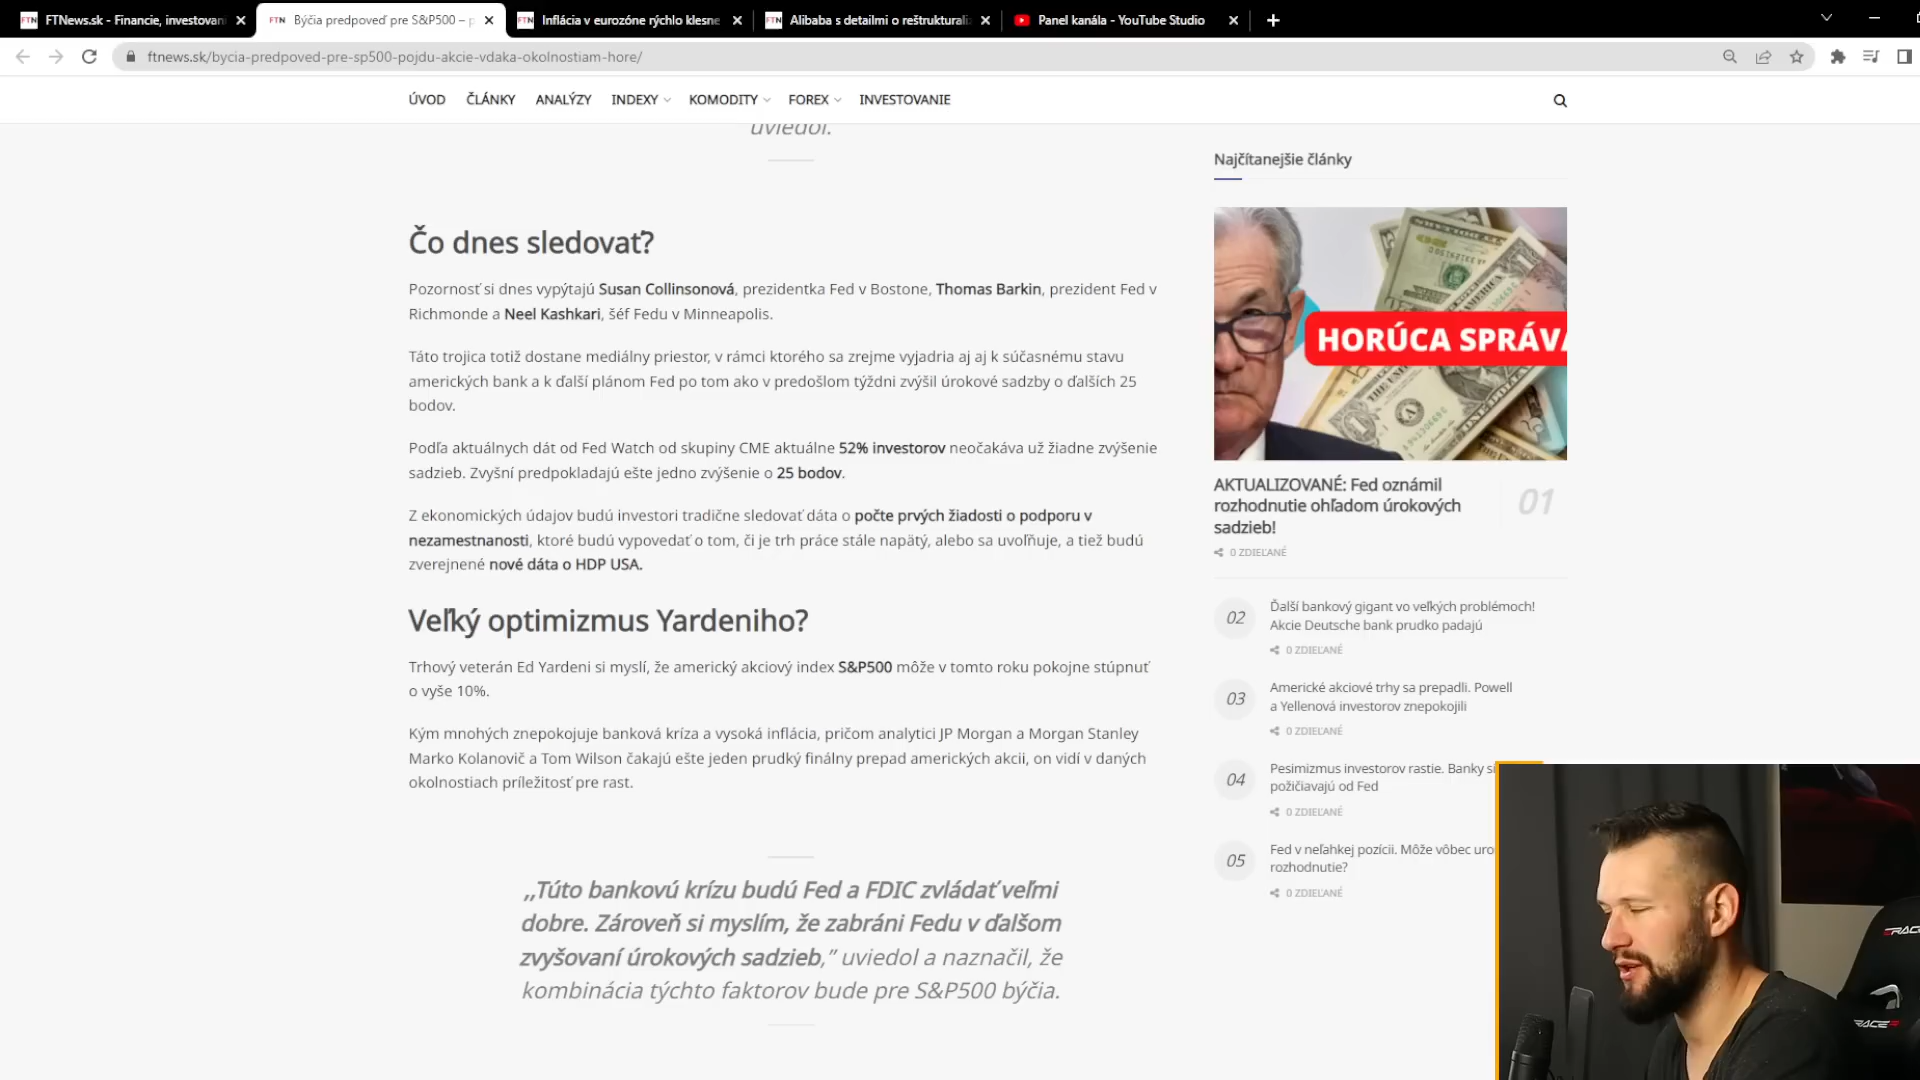 FTNews.sk - Financie, investovani
Býčia predpoveď pre S&P500 – p
Inflácia v eurozóne rýchlo klesne
Alibaba s detailmi o reštrukturali
Panel kanála - YouTube Studio
ftnews.sk/bycia-predpoved-pre-sp500-pojdu-akcie-vdaka-okolnostiam-hore/
ÚVOD
ČLÁNKY
ANALÝZY
INDEXY
KOMODITY
FOREX
INVESTOVANIE
uviedol.
Čo dnes sledovať?
Pozornosť si dnes vypýtajú Susan Collinsonová, prezidentka Fed v Bostone, Thomas Barkin, prezident Fed v
Richmonde a Neel Kashkari, šéf Fedu v Minneapolis.
Táto trojica totiž dostane mediálny priestor, v rámci ktorého sa zrejme vyjadria aj aj k súčasnému stavu
amerických bank a k ďalší plánom Fed po tom ako v predošlom týždni zvýšil úrokové sadzby o ďalších 25
bodov.
Podľa aktuálnych dát od Fed Watch od skupiny CME aktuálne 52% investorov neočakáva už žiadne zvýšenie
sadzieb. Zvyšní predpokladajú ešte jedno zvýšenie o 25 bodov.
Z ekonomických údajov budú investori tradične sledovať dáta o počte prvých žiadosti o podporu v
nezamestnanosti, ktoré budú vypovedať o tom, či je trh práce stále napätý, alebo sa uvoľňuje, a tiež budú
zverejnené nové dáta o HDP USA.
Veľký optimizmus Yardeniho?
Trhový veterán Ed Yardeni si myslí, že americký akciový index S&P500 môže v tomto roku pokojne stúpnuť
o vyše 10%.
Kým mnohých znepokojuje banková kríza a vysoká inflácia, pričom analytici JP Morgan a Morgan Stanley
Marko Kolanovič a Tom Wilson čakajú ešte jeden prudký finálny prepad amerických akcii, on vidí v daných
okolnostiach príležitosť pre rast.
„Túto bankovú krízu budú Fed a FDIC zvládať veľmi
dobre. Zároveň si myslím, že zabráni Fedu v ďalšom
zvyšovaní úrokových sadzieb,” uviedol a naznačil, že
kombinácia týchto faktorov bude pre S&P500 býčia.
Najčítanejšie články
HORÚCA SPRÁVA
AKTUALIZOVANÉ: Fed oznámil
rozhodnutie ohľadom úrokových
sadzieb!
01
0 ZDIEĽANÉ
02
Ďalší bankový gigant vo veľkých problémoch!
Akcie Deutsche bank prudko padajú
0 ZDIEĽANÉ
03
Americké akciové trhy sa prepadli. Powell
a Yellenová investorov znepokojili
0 ZDIEĽANÉ
04
Pesimizmus investorov rastie. Banky si
požičiavajú od Fed
0 ZDIEĽANÉ
05
Fed v neľahkej pozícii. Môže vôbec uro
rozhodnutie?
0 ZDIEĽANÉ